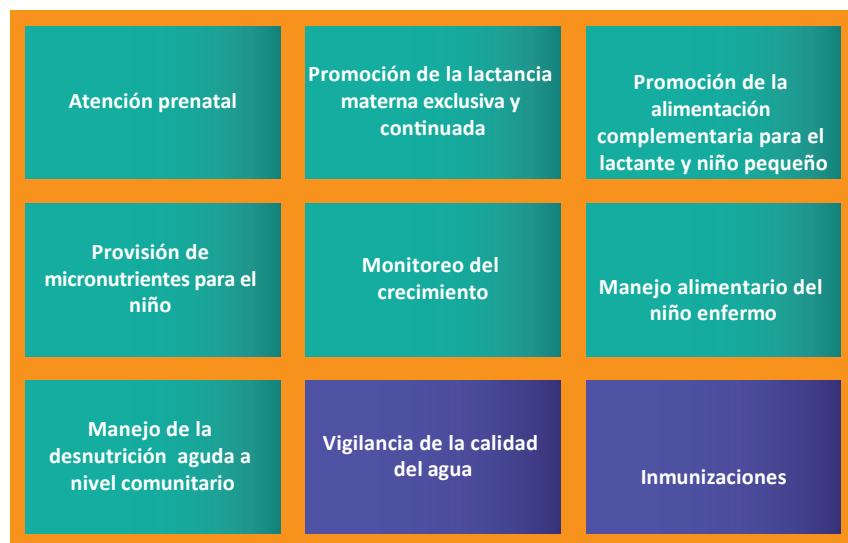 Atención prenatal
Promoción de la lactancia
materna exclusiva y
continuada
Promoción de la
alimentación
complementaria para el
lactante y niño pequeño
Provisión de
micronutrientes para el
niño
Monitoreo del
crecimiento
Manejo alimentario del
niño enfermo
Manejo de la
desnutrición aguda a
nivel comunitario
Vigilancia de la calidad
del agua
Inmunizaciones